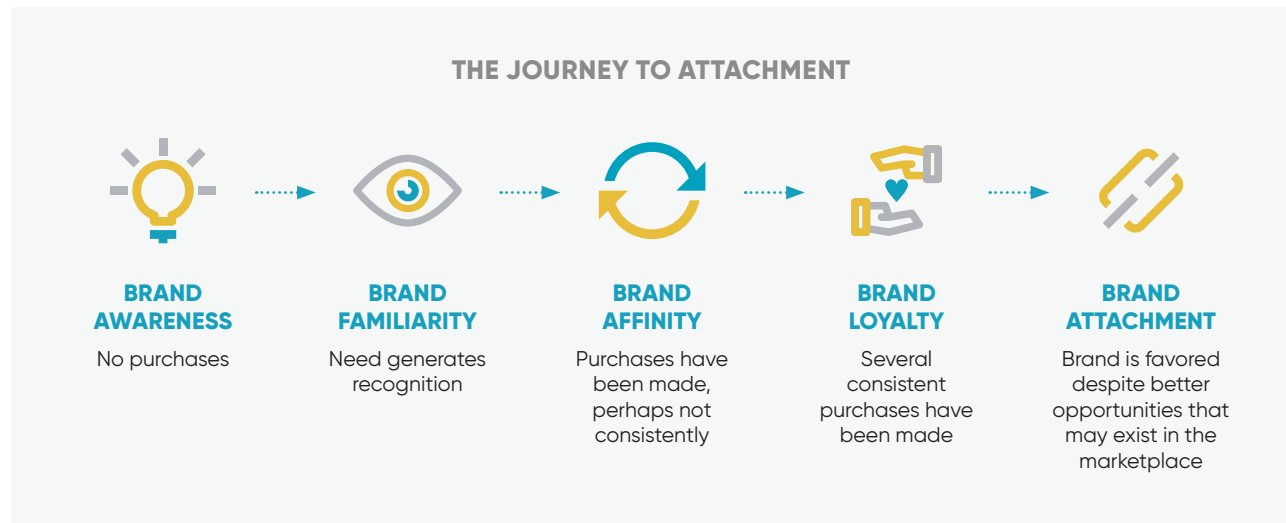 THE JOURNEY TO ATTACHMENT
BRAND
AWARENESS
No purchases
BRAND
FAMILIARITY
Need generates
recognition
BRAND
AFFINITY
Purchases have
been made,
perhaps not
consistently
BRAND
LOYALTY
Several
consistent
purchases have
been made
BRAND
ATTACHMENT
Brand is favored
despite better
opportunities that
may exist in the
marketplace